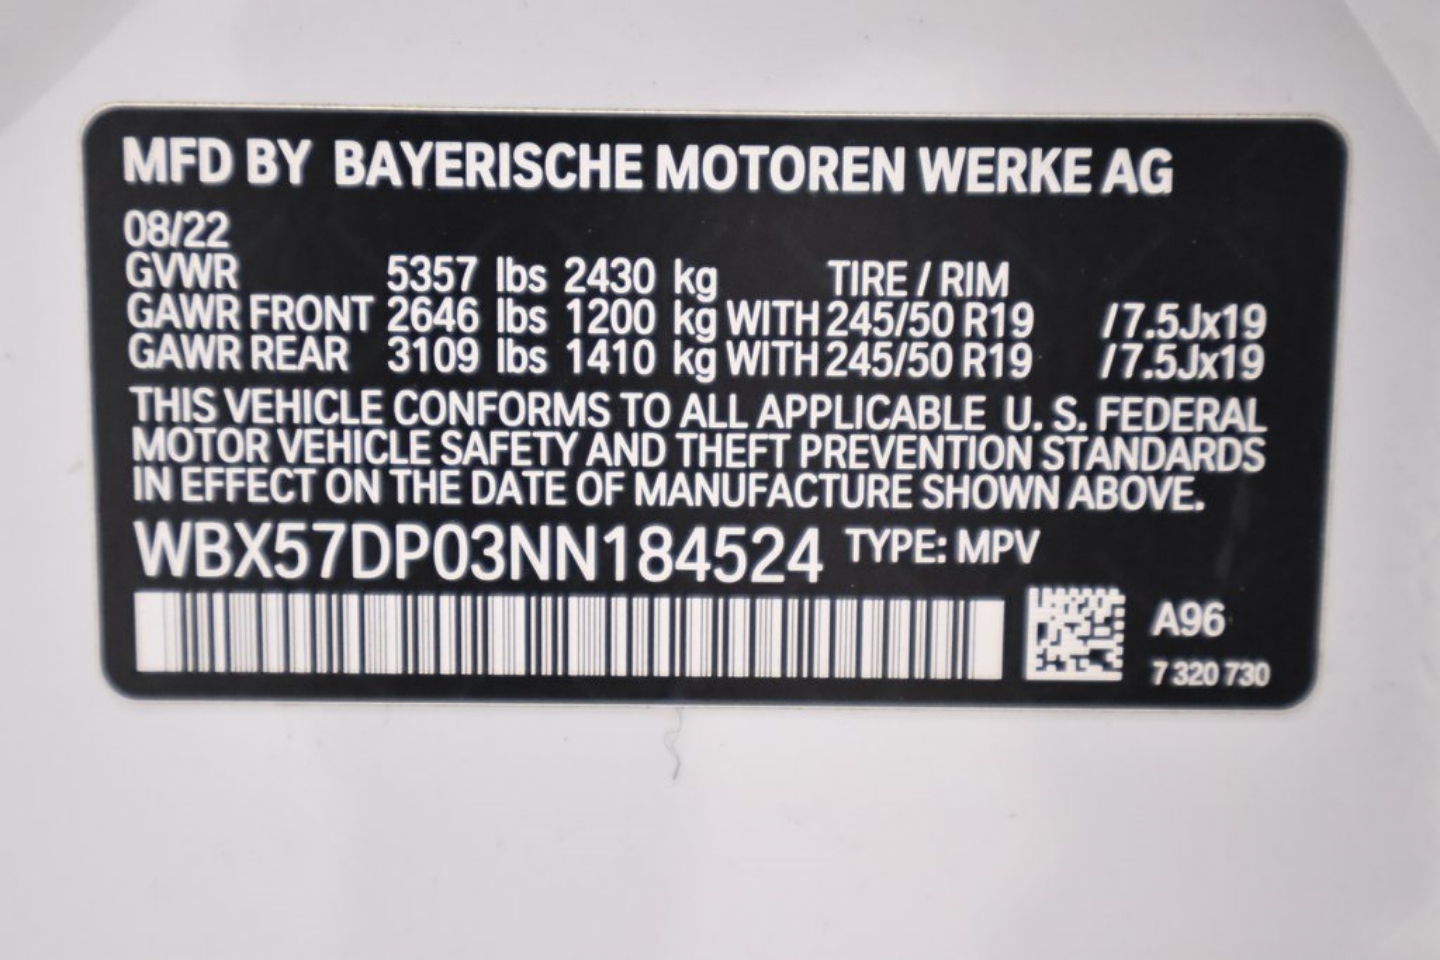 MFD BY BAYERISCHE MOTOREN WERKE AG
08/22
GVWR 5357 lbs 2430 kg TIRE / RIM
GAWR FRONT 2646 lbs 1200 kg WITH 245/50 R19 /7.5Jx19
GAWR REAR 3109 lbs 1410 kg WITH 245/50 R19 /7.5Jx19
THIS VEHICLE CONFORMS TO ALL APPLICABLE U. S. FEDERAL
MOTOR VEHICLE SAFETY AND THEFT PREVENTION STANDARDS
IN EFFECT ON THE DATE OF MANUFACTURE SHOWN ABOVE.
WBX57DP03NN184524 TYPE: MPV
A96
7 320 730